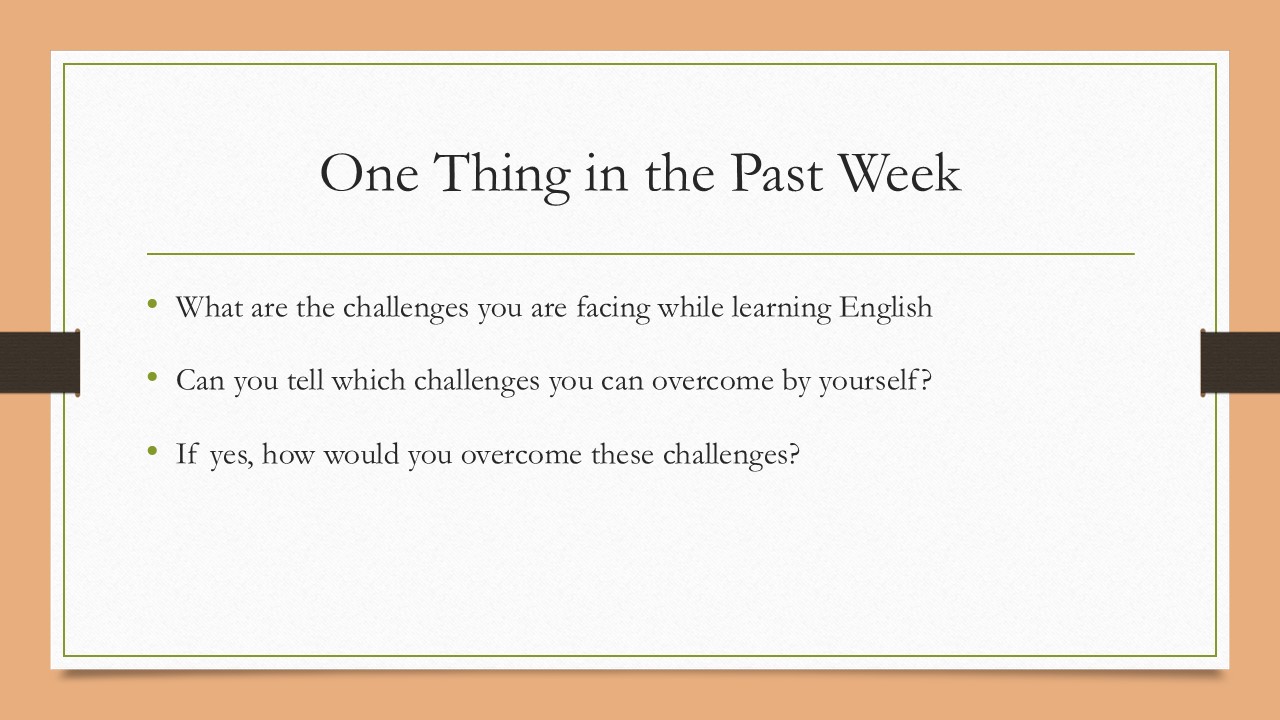 One Thing in the Past Week
• What are the challenges you are facing while learning English
• Can you tell which challenges you can overcome by yourself?
• If yes, how would you overcome these challenges?